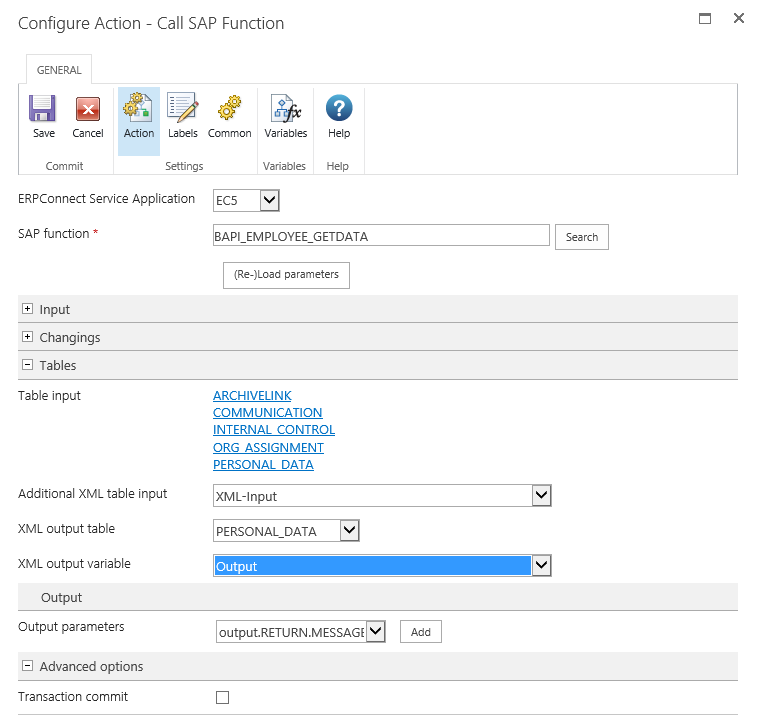 Configure Action - Call SAP Function
GENERAL
Save
Cancel
Action
Labels
Common
Variables
Help
Commit
Settings
Variables
Help
ERPConnect Service Application
EC5
SAP function *
BAPI_EMPLOYEE_GETDATA
Search
(Re-)Load parameters
Input
Changings
Tables
Table input
ARCHIVELINK
COMMUNICATION
INTERNAL_CONTROL
ORG_ASSIGNMENT
PERSONAL_DATA
Additional XML table input
XML-Input
XML output table
PERSONAL_DATA
XML output variable
Output
Output
Output parameters
output.RETURN.MESSAGE
Add
Advanced options
Transaction commit